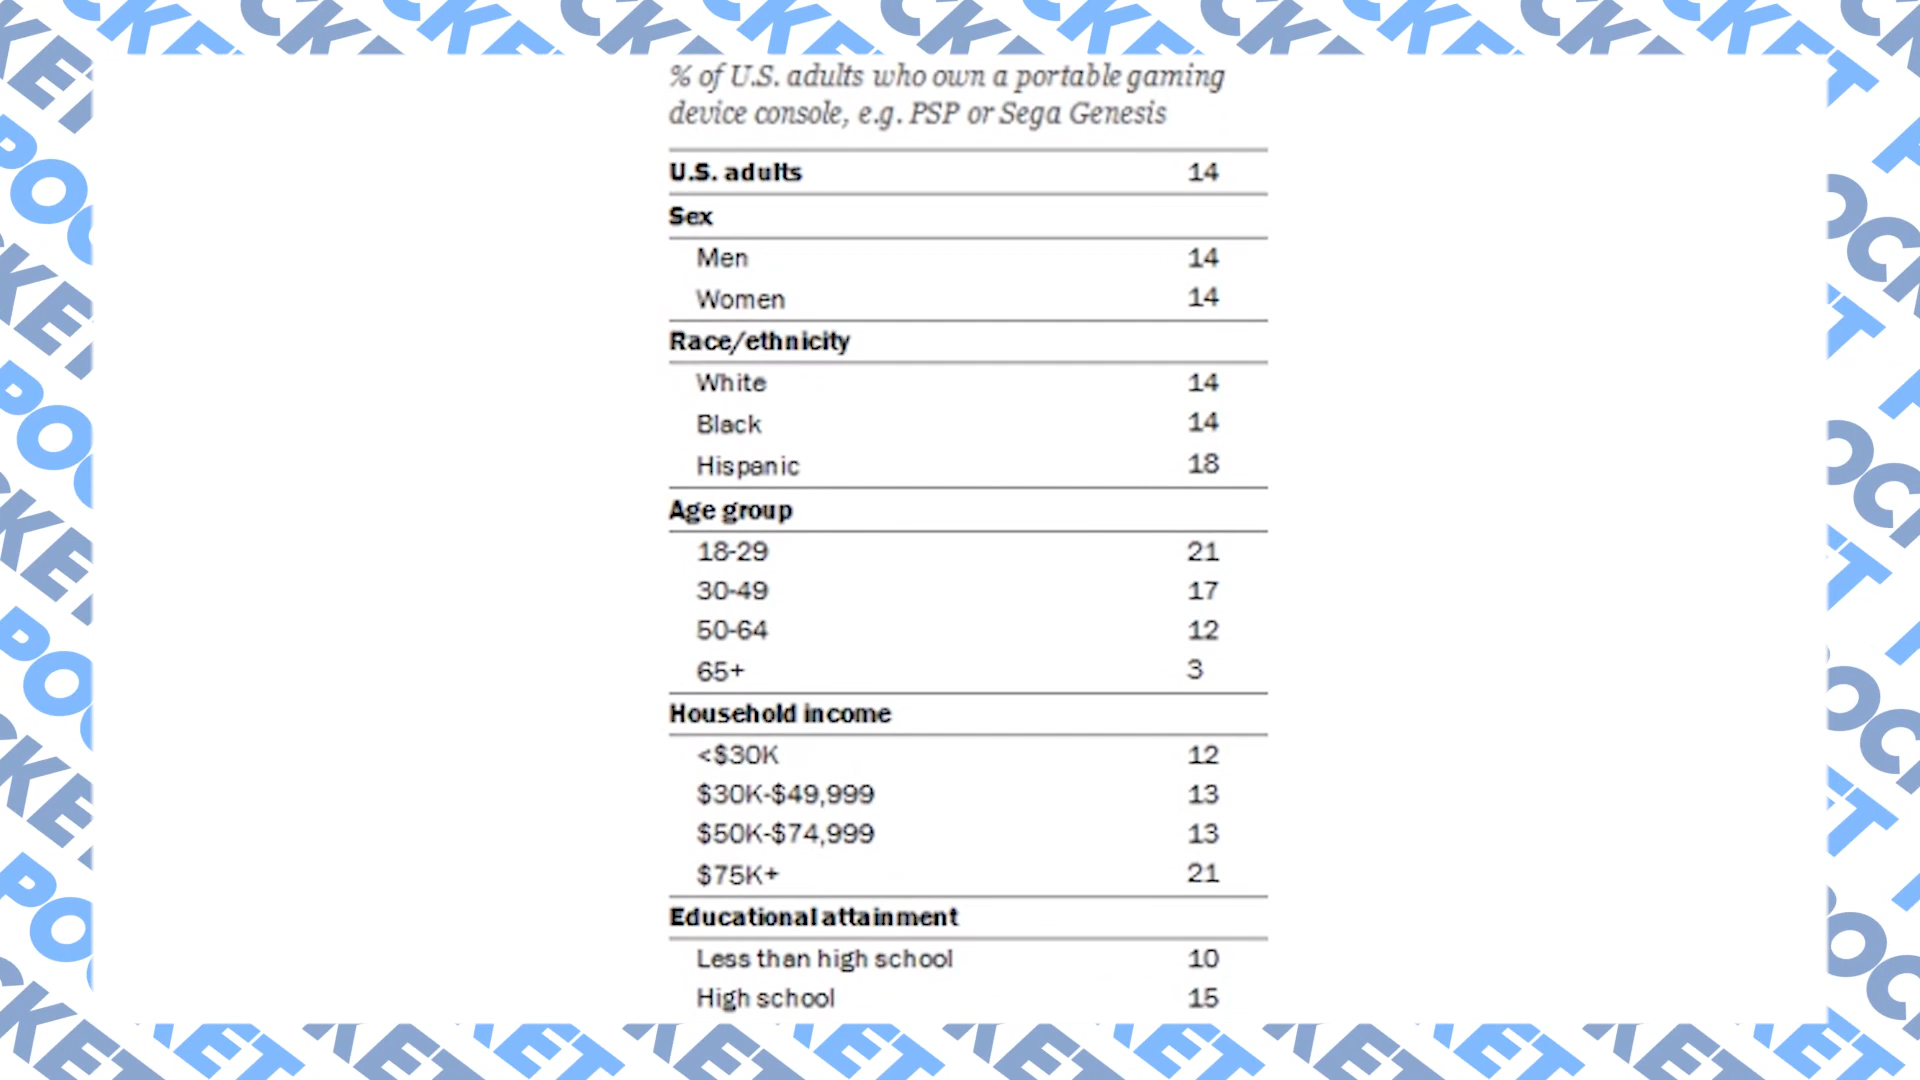 % of U.S. adults who own a portable gaming
device console, e.g. PSP or Sega Genesis
U.S. adults 14
Sex
Men 14
Women 14
Race/ethnicity
White 14
Black 14
Hispanic 18
Age group
18-29 21
30-49 17
50-64 12
65+ 3
Household income
<$30K 12
$30K-$49,999 13
$50K-$74,999 13
$75K+ 21
Educational attainment
Less than high school 10
High school 15